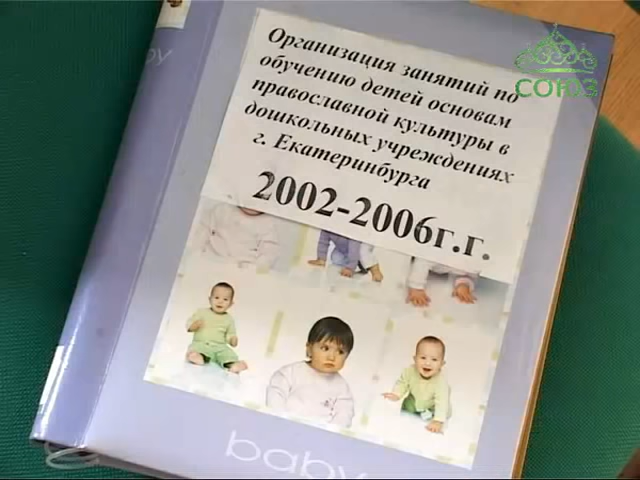 Организация занятий по
обучению детей основам
православной культуры в
дошкольных учреждениях
г. Екатеринбурга
2002-2006г.г.
СОЮЗ
baby